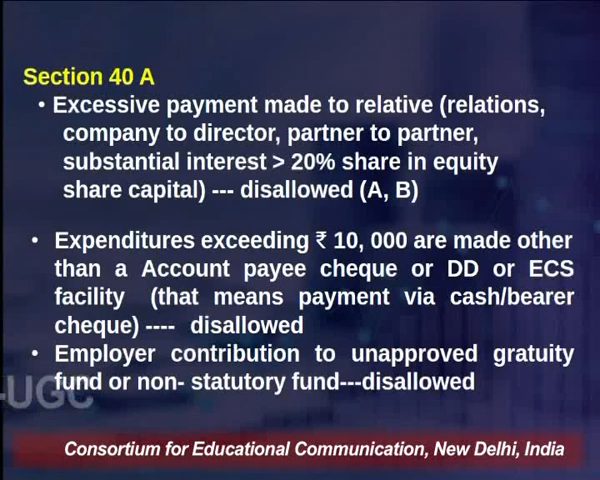 Section 40 A
• Excessive payment made to relative (relations,
company to director, partner to partner,
substantial interest > 20% share in equity
share capital) --- disallowed (A, B)
• Expenditures exceeding ₹ 10, 000 are made other
than a Account payee cheque or DD or ECS
facility (that means payment via cash/bearer
cheque) ---- disallowed
• Employer contribution to unapproved gratuity
fund or non- statutory fund---disallowed
-UGC
Consortium for Educational Communication, New Delhi, India